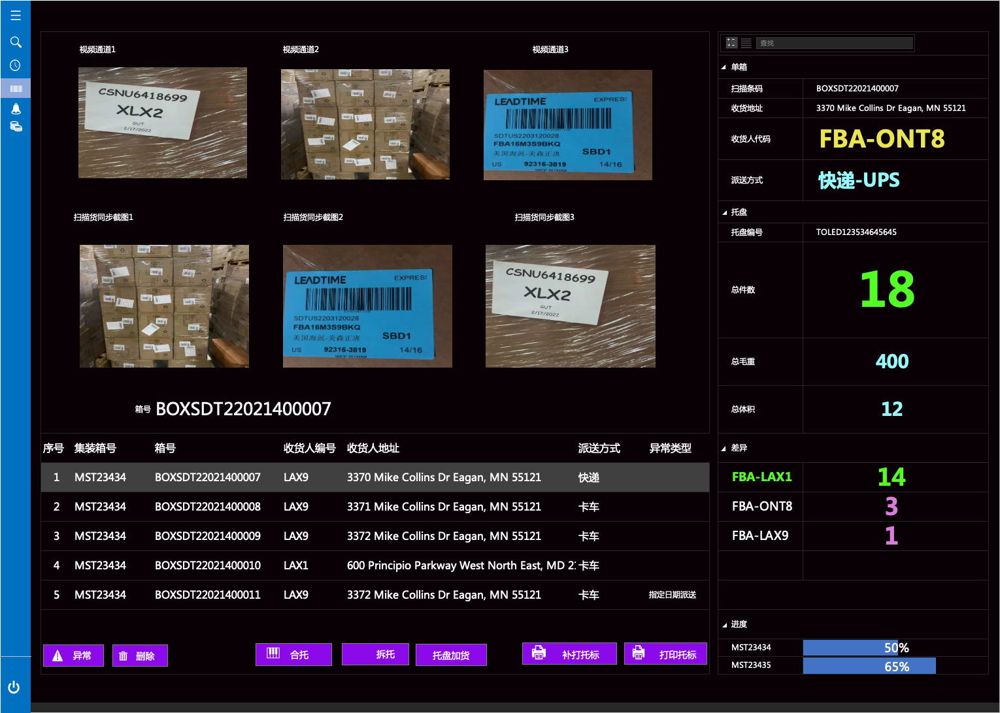 视频通道1
视频通道2
视频通道3
CSNU6418699
XLX2
GUT
2/17/2022
LEADTIME
EXPRES:
SDTUS2203120028
FBA16M3S9BKQ
美国海派-美森正班
SBD1
US 92316-3819 14/16
MADE IN CHINA
扫描货同步截图1
扫描货同步截图2
扫描货同步截图3
LEADTIME
EXPRES:
SDTUS2203120028
FBA16M3S9BKQ
美国海派-美森正班
SBD1
US 92316-3819 14/16
MADE IN CHINA
CSNU6418699
XLX2
GUT
2/17/2022
箱号 BOXSDT22021400007
序号 集装箱号 箱号 收货人编号 收货人地址 派送方式 异常类型
1 MST23434 BOXSDT22021400007 LAX9 3370 Mike Collins Dr Eagan, MN 55121 快递
2 MST23434 BOXSDT22021400008 LAX9 3371 Mike Collins Dr Eagan, MN 55121 卡车
3 MST23434 BOXSDT22021400009 LAX9 3372 Mike Collins Dr Eagan, MN 55121 卡车
4 MST23434 BOXSDT22021400010 LAX1 600 Principio Parkway West North East, MD 2: 卡车
5 MST23434 BOXSDT22021400011 LAX9 3372 Mike Collins Dr Eagan, MN 55121 卡车 指定日期派送
异常
删除
合托
拆托
托盘加货
补打托标
打印托标
查找
单箱
扫描条码 BOXSDT22021400007
收货地址 3370 Mike Collins Dr Eagan, MN 55121
收货人代码 FBA-ONT8
派送方式 快递-UPS
托盘
托盘编号 TOLED123534645645
总件数 18
总毛重 400
总体积 12
差异
FBA-LAX1 14
FBA-ONT8 3
FBA-LAX9 1
进度
MST23434 50%
MST23435 65%